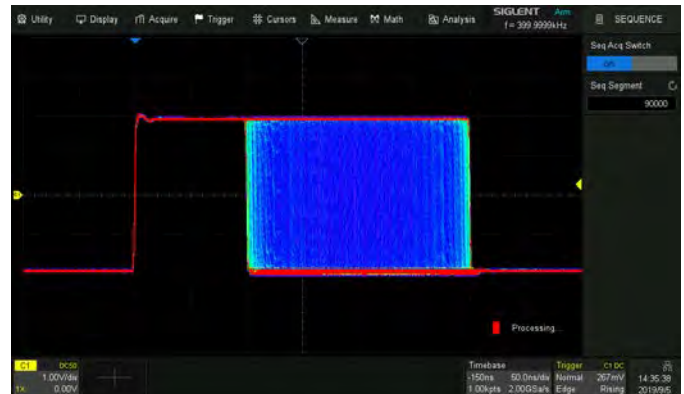 Utility Display Acquire Trigger Cursors Measure Math Analysis SIGLENT Arm
f = 399.9999kHz
SEQUENCE
Seq Acq Switch
on
Seq Segment
90000
Processing...
C1 DC50
1.00V/div
1X 0.00V
Timebase
-150ns 50.0ns/div
1.00kpts 2.00GSa/s
Trigger C1 DC
Normal 267mV
Edge Rising
14:35:38
2019/9/5